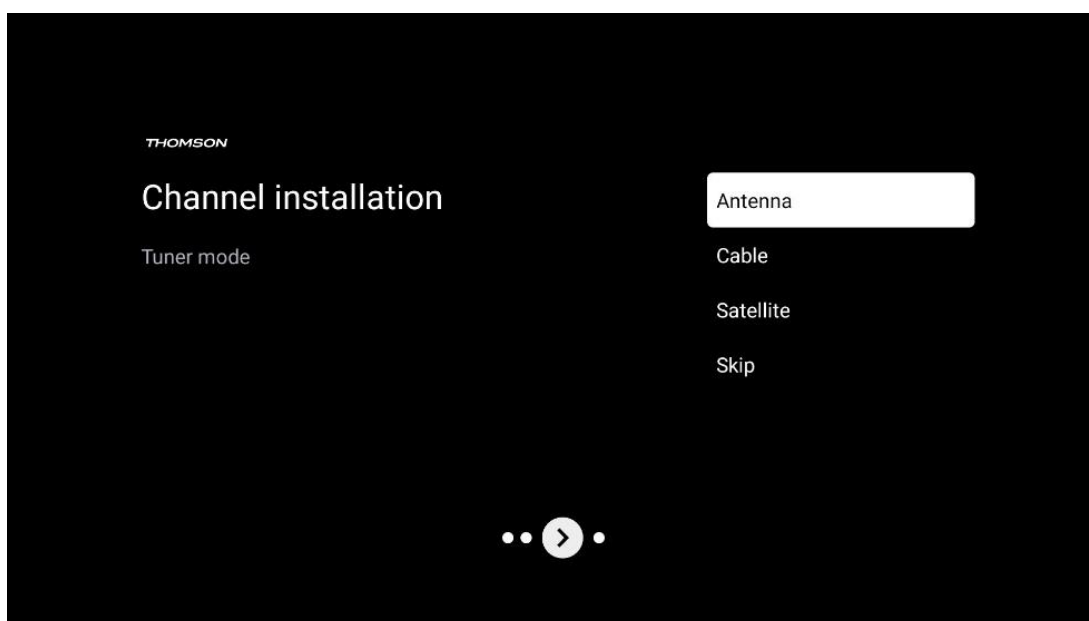 THOMSON
Channel installation
Tuner mode
Antenna
Cable
Satellite
Skip